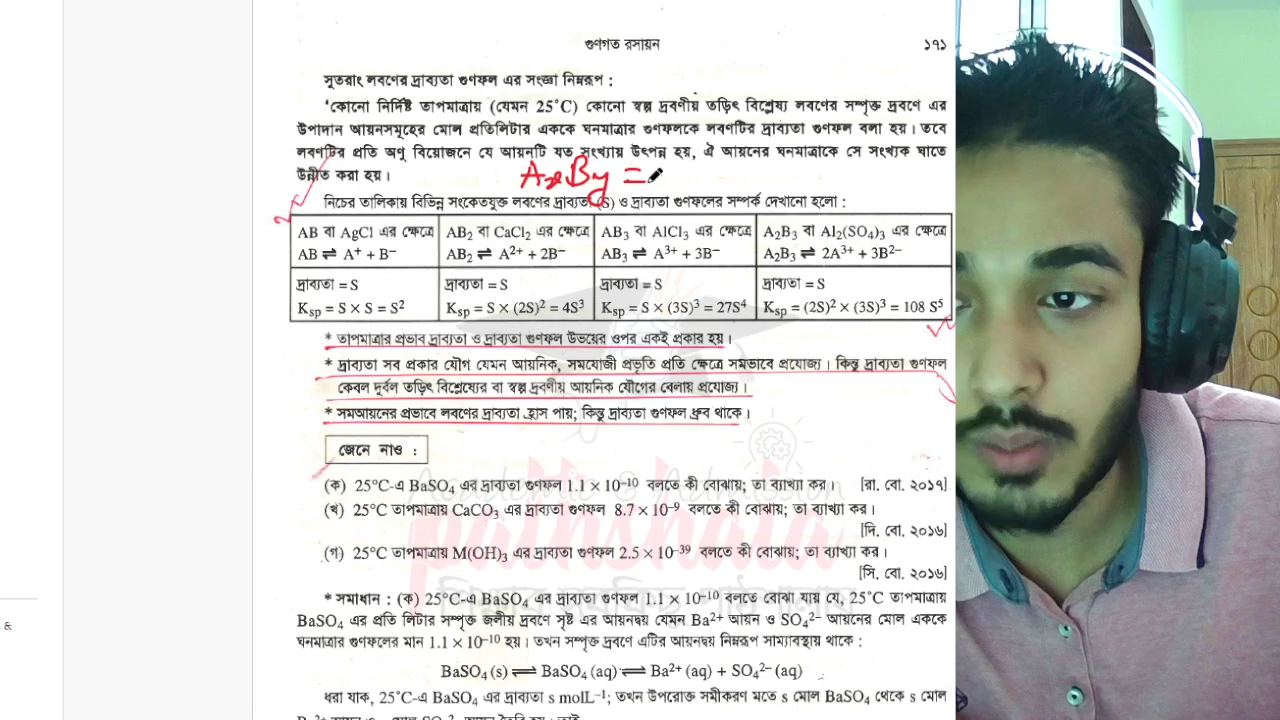 গুণগত রসায়ন ১৭১
সুতরাং লবণের দ্রাব্যতা গুণফল এর সংজ্ঞা নিম্নরূপ :
'কোনো নির্দিষ্ট তাপমাত্রায় (যেমন 25°C) কোনো স্বল্প দ্রবণীয় তড়িৎ বিশ্লেষ্য লবণের সম্পৃক্ত দ্রবণে এর
উপাদান আয়নসমূহের মোল প্রতিলিটার এককে ঘনমাত্রার গুণফলকে লবণটির দ্রাব্যতা গুণফল বলা হয়। তবে
লবণটির প্রতি অণু বিয়োজনে যে আয়নটি যত সংখ্যায় উৎপন্ন হয়, ঐ আয়নের ঘনমাত্রাকে সে সংখ্যক ঘাতে
উন্নীত করা হয়।
AxBy =
নিচের তালিকায় বিভিন্ন সংকেতযুক্ত লবণের দ্রাব্যতা (S) ও দ্রাব্যতা গুণফলের সম্পর্ক দেখানো হলো :
AB বা AgCl এর ক্ষেত্রে AB₂ বা CaCl₂ এর ক্ষেত্রে AB₃ বা AlCl₃ এর ক্ষেত্রে A₂B₃ বা Al₂(SO₄)₃ এর ক্ষেত্রে
AB ⇌ A⁺ + B⁻ AB₂ ⇌ A²⁺ + 2B⁻ AB₃ ⇌ A³⁺ + 3B⁻ A₂B₃ ⇌ 2A³⁺ + 3B²⁻
দ্রাব্যতা = S দ্রাব্যতা = S দ্রাব্যতা = S দ্রাব্যতা = S
Ksp = S × S = S² Ksp = S × (2S)² = 4S³ Ksp = S × (3S)³ = 27S⁴ Ksp = (2S)² × (3S)³ = 108 S⁵
* তাপমাত্রার প্রভাব দ্রাব্যতা ও দ্রাব্যতা গুণফল উভয়ের ওপর একই প্রকার হয়।
* দ্রাব্যতা সব প্রকার যৌগ যেমন আয়নিক, সমযোজী প্রভৃতি প্রতি ক্ষেত্রে সমভাবে প্রযোজ্য। কিন্তু দ্রাব্যতা গুণফল
কেবল দুর্বল তড়িৎ বিশ্লেষ্যের বা স্বল্প দ্রবণীয় আয়নিক যৌগের বেলায় প্রযোজ্য।
* সমআয়নের প্রভাবে লবণের দ্রাব্যতা হ্রাস পায়; কিন্তু দ্রাব্যতা গুণফল ধ্রুব থাকে।
জেনে নাও :
Academic & Admission
pathshala
(ক) 25°C-এ BaSO₄ এর দ্রাব্যতা গুণফল 1.1 × 10⁻¹⁰ বলতে কী বোঝায়; তা ব্যাখ্যা কর। [রা. বো. ২০১৭]
(খ) 25°C তাপমাত্রায় CaCO₃ এর দ্রাব্যতা গুণফল 8.7 × 10⁻⁹ বলতে কী বোঝায়; তা ব্যাখ্যা কর।
[দি. বো. ২০১৬]
(গ) 25°C তাপমাত্রায় M(OH)₃ এর দ্রাব্যতা গুণফল 2.5 × 10⁻³⁹ বলতে কী বোঝায়; তা ব্যাখ্যা কর।
[সি. বো. ২০১৬]
* সমাধান : (ক) 25°C-এ BaSO₄ এর দ্রাব্যতা গুণফল 1.1 × 10⁻¹⁰ বলতে বোঝা যায় যে, 25°C তাপমাত্রায়
BaSO₄ এর প্রতি লিটার সম্পৃক্ত জলীয় দ্রবণে সৃষ্ট এর আয়নদ্বয় যেমন Ba²⁺ আয়ন ও SO₄²⁻ আয়নের মোল এককে
ঘনমাত্রার গুণফলের মান 1.1 × 10⁻¹⁰ হয়। তখন সম্পৃক্ত দ্রবণে এটির আয়নদ্বয় নিম্নরূপ সাম্যাবস্থায় থাকে :
BaSO₄ (s) ⇌ BaSO₄ (aq) ⇌ Ba²⁺ (aq) + SO₄²⁻ (aq)
ধরা যাক, 25°C-এ BaSO₄ এর দ্রাব্যতা s molL⁻¹; তখন উপরোক্ত সমীকরণ মতে s মোল BaSO₄ থেকে s মোল
&